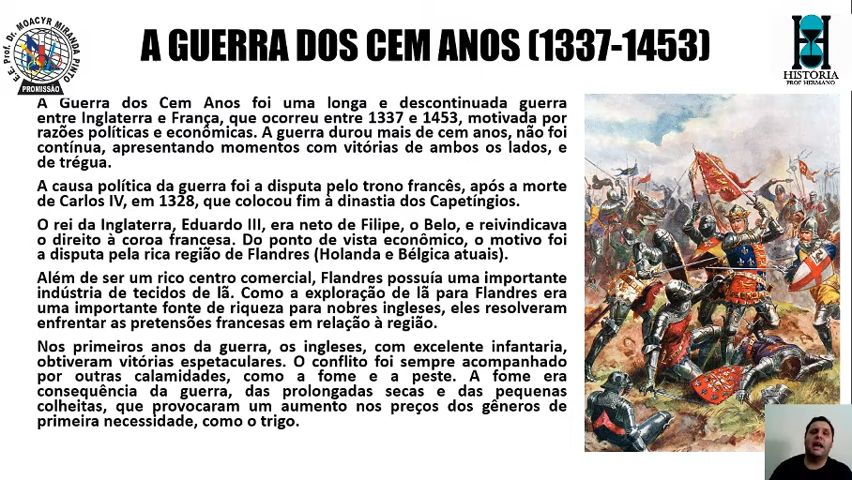 E.E. Prof. Dr. MOACYR MIRANDA PINTO
PROMISSÃO
A GUERRA DOS CEM ANOS (1337-1453)
HISTORIA
PROF HERMANO
A Guerra dos Cem Anos foi uma longa e descontinuada guerra
entre Inglaterra e França, que ocorreu entre 1337 e 1453, motivada por
razões políticas e econômicas. A guerra durou mais de cem anos, não foi
contínua, apresentando momentos com vitórias de ambos os lados, e
de trégua.
A causa política da guerra foi a disputa pelo trono francês, após a morte
de Carlos IV, em 1328, que colocou fim à dinastia dos Capetíngios.
O rei da Inglaterra, Eduardo III, era neto de Filipe, o Belo, e reivindicava
o direito à coroa francesa. Do ponto de vista econômico, o motivo foi
a disputa pela rica região de Flandres (Holanda e Bélgica atuais).
Além de ser um rico centro comercial, Flandres possuía uma importante
indústria de tecidos de lã. Como a exploração de lã para Flandres era
uma importante fonte de riqueza para nobres ingleses, eles resolveram
enfrentar as pretensões francesas em relação à região.
Nos primeiros anos da guerra, os ingleses, com excelente infantaria,
obtiveram vitórias espetaculares. O conflito foi sempre acompanhado
por outras calamidades, como a fome e a peste. A fome era
consequência da guerra, das prolongadas secas e das pequenas
colheitas, que provocaram um aumento nos preços dos gêneros de
primeira necessidade, como o trigo.